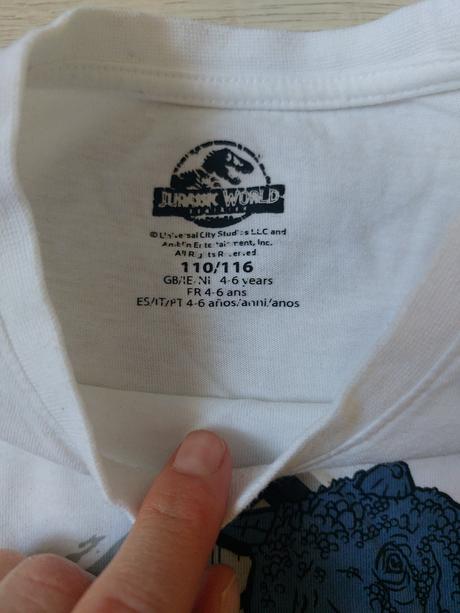 JURASSIC WORLD
DOMINION
© Universal City Studios LLC and
Amblin Entertainment, Inc.
All Rights Reserved.
110/116
GB/IE/NI 4-6 years
FR 4-6 ans
ES/IT/PT 4-6 años/anni/anos